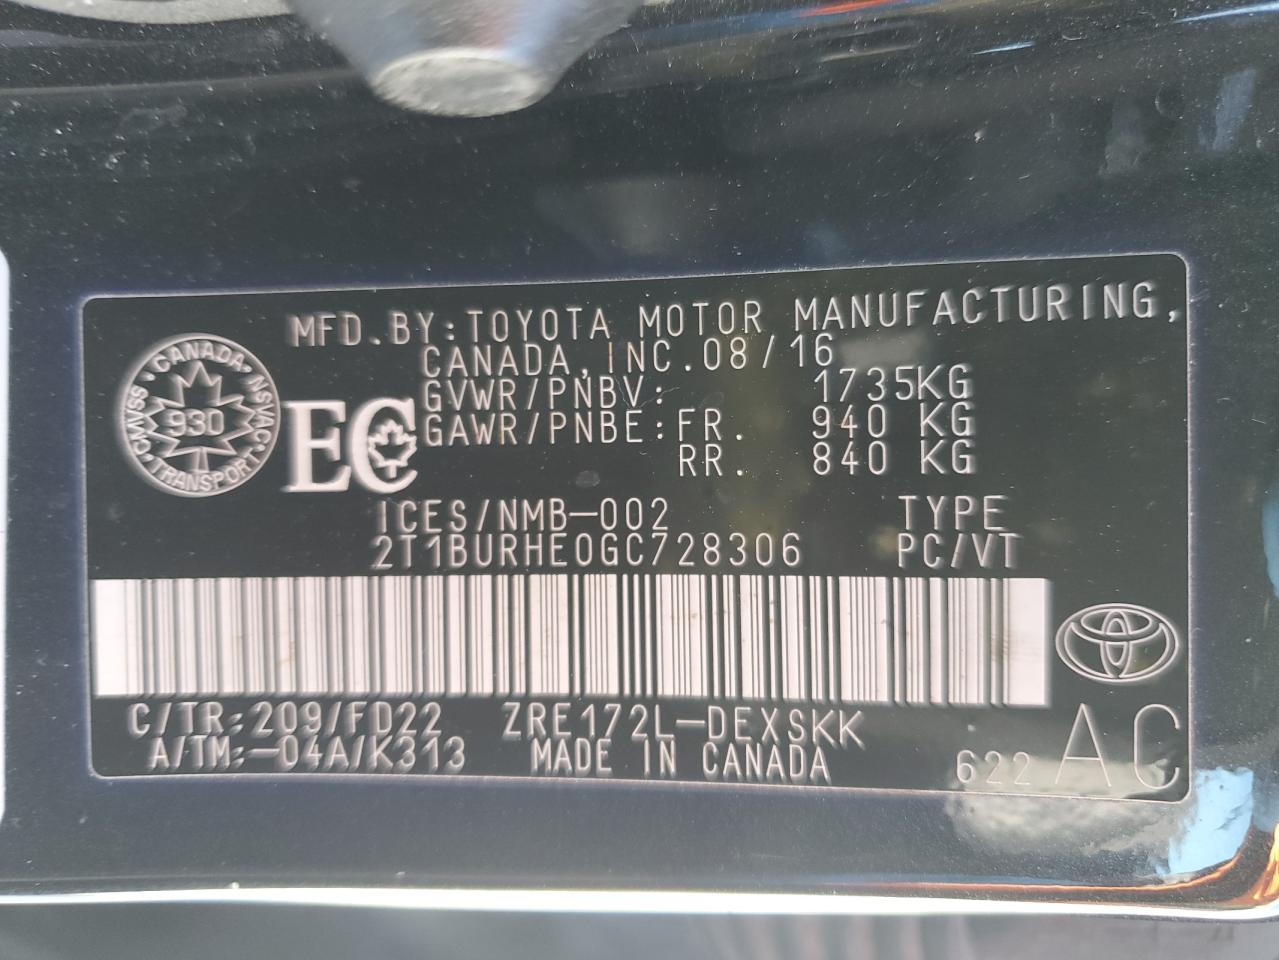 MFD.BY:TOYOTA MOTOR MANUFACTURING,
CANADA,INC.08/16
GVWR/PNBV: 1735KG
GAWR/PNBE:FR. 940 KG
RR. 840 KG
CANADA NSVAC TRANSPORT CMVSS
930
EC
ICES/NMB-002 TYPE
2T1BURHE0GC728306 PC/VT
C/TR:209/FD22 ZRE172L-DEXSKK
A/TM:-04A/K313 MADE IN CANADA 622 AC